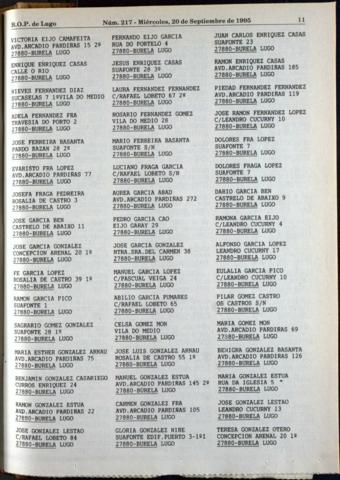 B.O.P. de Lugo
Núm. 217 - Miércoles, 20 de Septiembre de 1995
11
VICTORIA EIJO CAMAFEITA
AVD.ARCADIO PARDIÑAS 15 2º
27880-BURELA LUGO
ENRIQUE ENRIQUEZ CASAS
CALLE O RIO
27880-BURELA LUGO
NIEVES FERNANDEZ DIAZ
LUCASELAS 7 1ºVILA DO MEDIO
27880-BURELA LUGO
ADELA FERNANDEZ FRA
TRAVESIA DO PORTO 2
27880-BURELA LUGO
JOSE FERREIRA BASANTA
PARDO BAZAN 28 2º
27880-BURELA LUGO
EVARISTO FRA LOPEZ
AVD.ARCADIO PARDIÑAS 77
27880-BURELA LUGO
JOSEFA FRAGA PEDREIRA
ROSALIA DE CASTRO 3
27880-BURELA LUGO
JOSE GARCIA BEN
CASTRELO DE ABAIXO 11
27880-BURELA LUGO
JOSE GARCIA GONZALEZ
CONCEPCION ARENAL 20 1º
27880-BURELA LUGO
FE GARCIA LOPEZ
ROSALIA DE CASTRO 39 1º
27880-BURELA LUGO
RAMON GARCIA PICO
SUAFONTE 1
27880-BURELA LUGO
SAGRARIO GOMEZ GONZALEZ
SUAFONTE 28 1º
27880-BURELA LUGO
MARIA ESTHER GONZALEZ ARNAU
AVD.ARCADIO PARDIÑAS 75
27880-BURELA LUGO
BENJAMIN GONZALEZ CASARIEGO
CURROS ENRIQUEZ 24
27880-BURELA LUGO
RAMON GONZALEZ ESTUA
AVD.ARCADIO PARDIÑAS 22
27880-BURELA LUGO
JOSE GONZALEZ LESTAO
C/RAFAEL LOBETO 84
27880-BURELA LUGO
FERNANDO EIJO GARCIA
RUA DO PORTELO 4
27880-BURELA LUGO
JESUS ENRIQUEZ CASAS
SUAFONTE 28 3º
27880-BURELA LUGO
LAURA FERNANDEZ FERNANDEZ
C/RAFAEL LOBETO 67 2º
27880-BURELA LUGO
ROSARIO FERNANDEZ GOMEZ
VILA DO MEDIO 28
27880-BURELA LUGO
MARIO FERREIRA BASANTA
SUAFONTE S/N
27880-BURELA LUGO
LUCIANO FRAGA GARCIA
C/RAFAEL LOBETO S/N
27880-BURELA LUGO
AUREA GARCIA ABAD
AVD.ARCADIO PARDIÑAS 272
27880-BURELA LUGO
PEDRO GARCIA CAO
EIJO GARAY 29
27880-BURELA LUGO
JOSE GARCIA GONZALEZ
NTRA.SRA.DEL CARMEN 38
27880-BURELA LUGO
MANUEL GARCIA LOPEZ
C/PASCUAL VEIGA 24
27880-BURELA LUGO
ABILIO GARCIA PUMARES
C/RAFAEL LOBETO 65
27880-BURELA LUGO
CELSA GOMEZ MON
VILA DO MEDIO
27880-BURELA LUGO
JOSE LUIS GONZALEZ ARNAU
ROSALIA DE CASTRO 55 1º
27880-BURELA LUGO
MANUEL GONZALEZ ESTUA
AVD.ARCADIO PARDIÑAS 145 2º
27880-BURELA LUGO
CARMEN GONZALEZ FRA
AVD.ARCADIO PARDIÑAS 105
27880-BURELA LUGO
GLORIA GONZALEZ NINE
SUAFONTE EDIF.PUERTO 3-1ºI
27880-BURELA LUGO
JUAN CARLOS ENRIQUEZ CASAS
SUAFONTE 23
27880-BURELA LUGO
RAMON ENRIQUEZ CASAS
AVD.ARCADIO PARDIÑAS 185
27880-BURELA LUGO
PIEDAD FERNANDEZ FERNANDEZ
AVD.ARCADIO PARDIÑAS 119
27880-BURELA LUGO
JOSE RAMON FERNANDEZ LOPEZ
C/LEANDRO CUCURNY 10
27880-BURELA LUGO
DOLORES FRA LOPEZ
SUAFONTE 7
27880-BURELA LUGO
DOLORES FRAGA LOPEZ
SUAFONTE 7
27880-BURELA LUGO
DARIO GARCIA BEN
CASTRELO DE ABAIXO 9
27880-BURELA LUGO
RAMONA GARCIA EIJO
C/LEANDRO CUCURNY 4
27880-BURELA LUGO
ALFONSO GARCIA LOPEZ
LEANDRO CUCURNY 17
27880-BURELA LUGO
EULALIA GARCIA PICO
C/LEANDRO CUCURNY 10
27880-BURELA LUGO
PILAR GOMEZ CASTRO
OS CASTROS S/N
27880-BURELA LUGO
MARIA GOMEZ MON
AVD.ARCADIO PARDIÑAS 69
27580-BURELA LUGO
BENIGNA GONZALEZ BASANTA
AVD.ARCADIO PARDIÑAS 126
27880-BURELA LUGO
MARIA GONZALEZ ESTUA
RUA DA IGLESIA 5
27880-BURELA LUGO
JOSE GONZALEZ LESTAO
LEANDRO CUCURNY 13
27880-BURELA LUGO
TERESA GONZALEZ OTERO
CONCEPCION ARENAL 20 1º
27880-BURELA LUGO